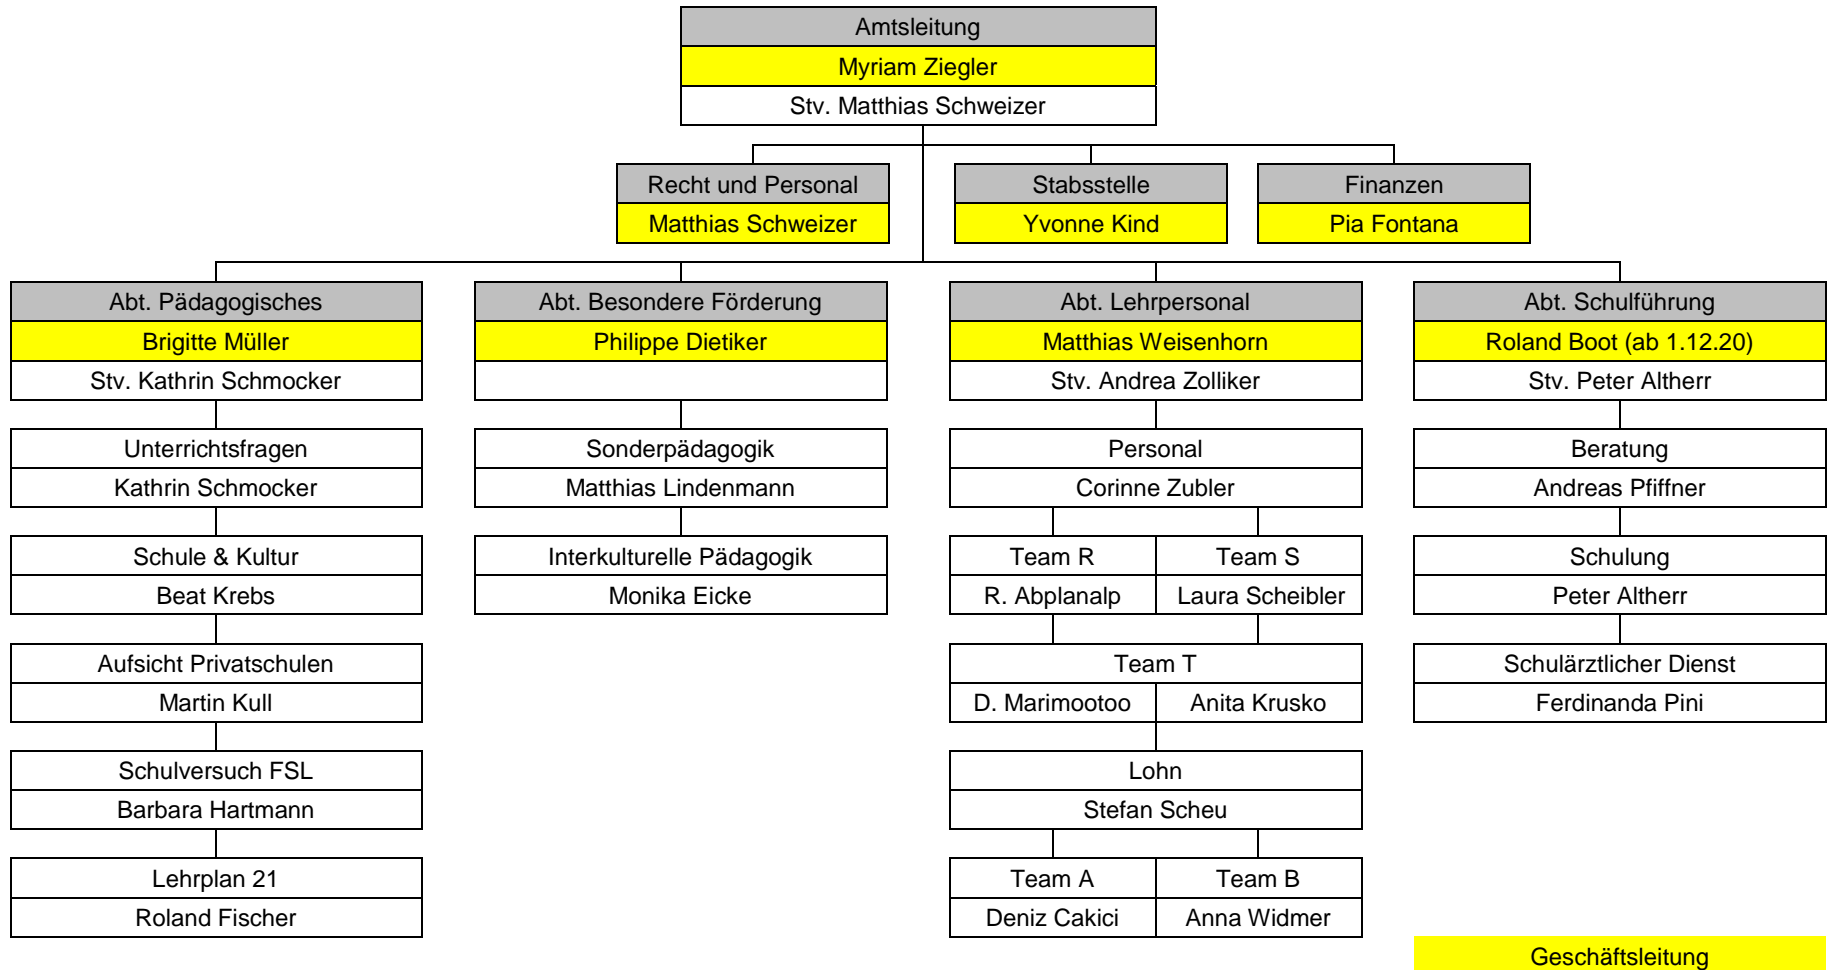 Amtsleitung
Myriam Ziegler
Stv. Matthias Schweizer
Recht und Personal
Matthias Schweizer
Stabsstelle
Yvonne Kind
Finanzen
Pia Fontana
Abt. Pädagogisches
Brigitte Müller
Stv. Kathrin Schmocker
Unterrichtsfragen
Kathrin Schmocker
Schule & Kultur
Beat Krebs
Aufsicht Privatschulen
Martin Kull
Schulversuch FSL
Barbara Hartmann
Lehrplan 21
Roland Fischer
Abt. Besondere Förderung
Philippe Dietiker
Sonderpädagogik
Matthias Lindenmann
Interkulturelle Pädagogik
Monika Eicke
Abt. Lehrpersonal
Matthias Weisenhorn
Stv. Andrea Zolliker
Personal
Corinne Zubler
Team R
R. Abplanalp
Team S
Laura Scheibler
Team T
D. Marimootoo
Anita Krusko
Lohn
Stefan Scheu
Team A
Deniz Cakici
Team B
Anna Widmer
Abt. Schulführung
Roland Boot (ab 1.12.20)
Stv. Peter Altherr
Beratung
Andreas Pfiffner
Schulung
Peter Altherr
Schulärztlicher Dienst
Ferdinanda Pini
Geschäftsleitung